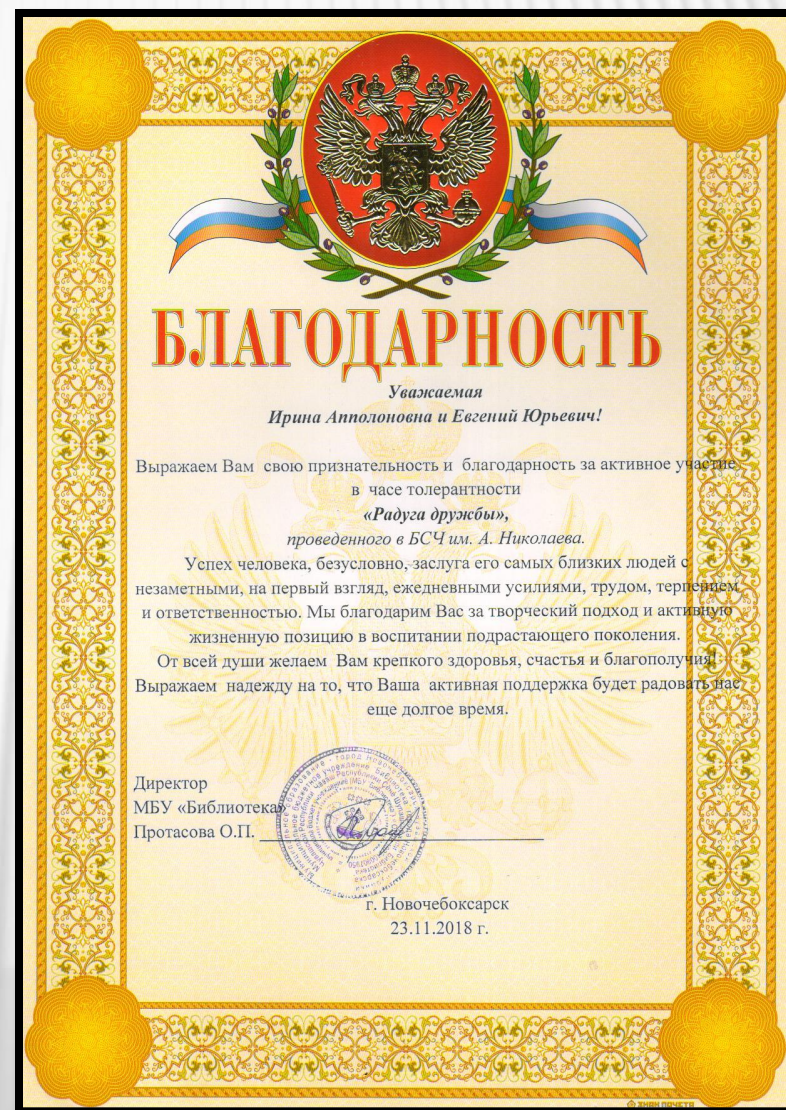 БЛАГОДАРНОСТЬ
Уважаемая
Ирина Апполоновна и Евгений Юрьевич!
Выражаем Вам свою признательность и благодарность за активное участие
в часе толерантности
«Радуга дружбы»,
проведенного в БСЧ им. А. Николаева.
Успех человека, безусловно, заслуга его самых близких людей с
незаметными, на первый взгляд, ежедневными усилиями, трудом, терпением
и ответственностью. Мы благодарим Вас за творческий подход и активную
жизненную позицию в воспитании подрастающего поколения.
От всей души желаем Вам крепкого здоровья, счастья и благополучия!
Выражаем надежду на то, что Ваша активная поддержка будет радовать нас
еще долгое время.
Директор
МБУ «Библиотека»
Протасова О.П.
г. Новочебоксарск
23.11.2018 г.
ЗНАК ПОЧЕТА